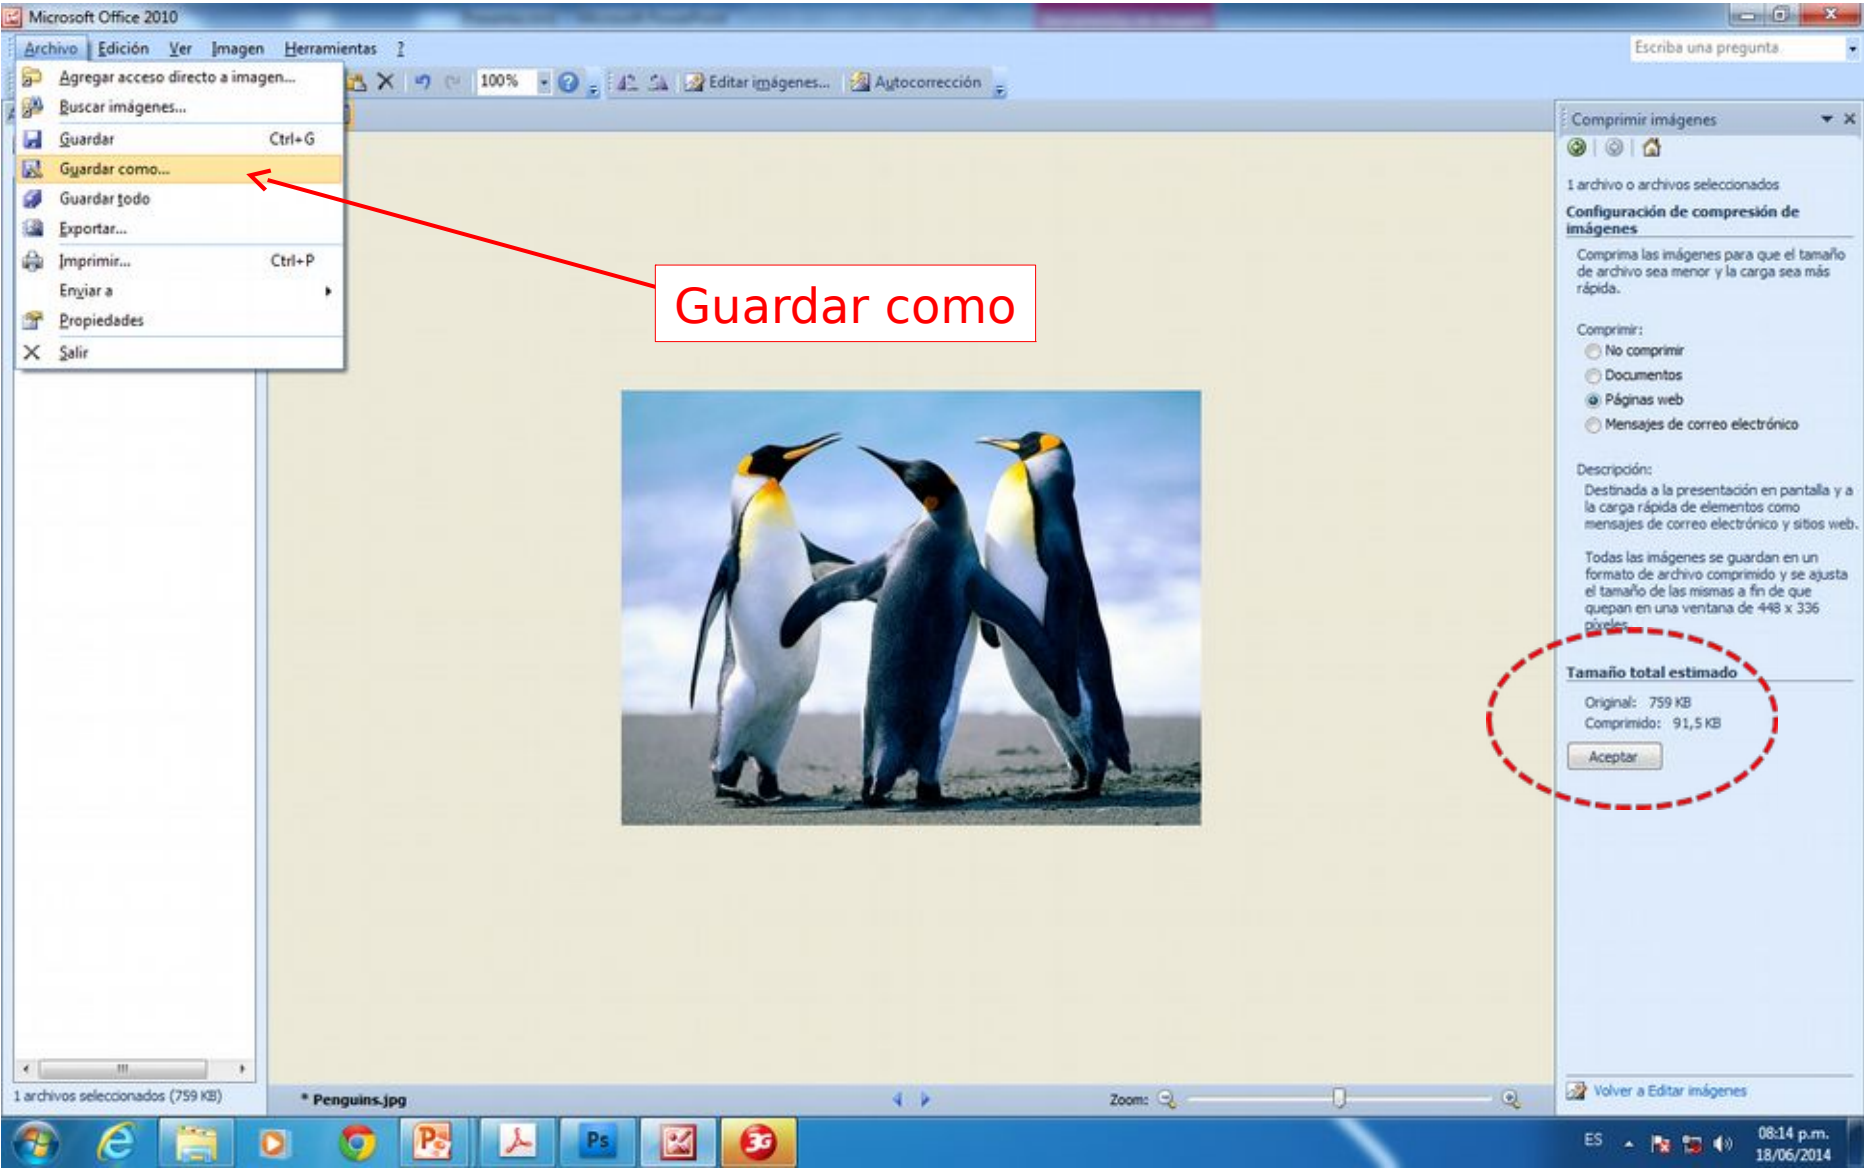 Microsoft Office 2010
Archivo Edición Ver Imagen Herramientas ?
Escriba una pregunta
Agregar acceso directo a imagen...
Buscar imágenes...
Guardar Ctrl+G
Guardar como...
Guardar todo
Exportar...
Imprimir... Ctrl+P
Enviar a
Propiedades
Salir
100%
Editar imágenes...
Autocorrección
Guardar como
Comprimir imágenes
1 archivo o archivos seleccionados
Configuración de compresión de
imágenes
Comprima las imágenes para que el tamaño
de archivo sea menor y la carga sea más
rápida.
Comprimir:
No comprimir
Documentos
Páginas web
Mensajes de correo electrónico
Descripción:
Destinada a la presentación en pantalla y a
la carga rápida de elementos como
mensajes de correo electrónico y sitios web.
Todas las imágenes se guardan en un
formato de archivo comprimido y se ajusta
el tamaño de las mismas a fin de que
quepan en una ventana de 448 x 336
píxeles.
Tamaño total estimado
Original: 759 KB
Comprimido: 91,5 KB
Aceptar
Volver a Editar imágenes
1 archivos seleccionados (759 KB)
* Penguins.jpg
Zoom:
Ps
3G
ES
08:14 p.m.
18/06/2014